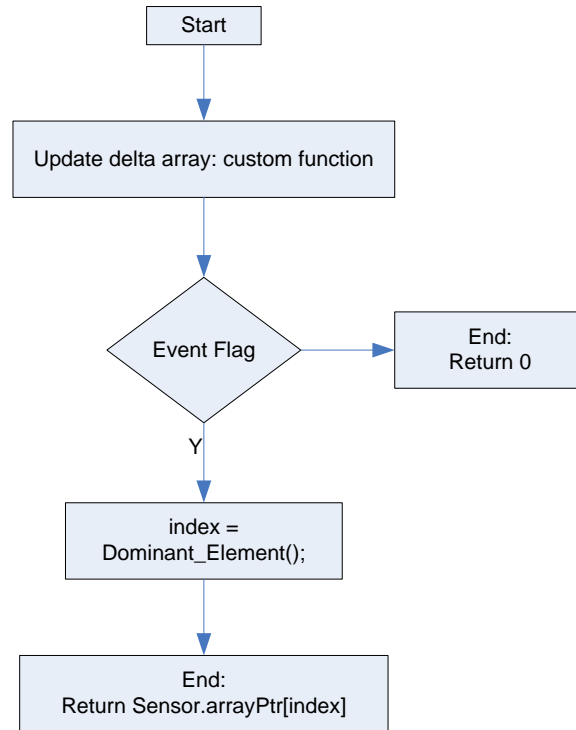 Start
Update delta array: custom function
Event Flag
End:
Return 0
Y
index =
Dominant_Element();
End:
Return Sensor.arrayPtr[index]